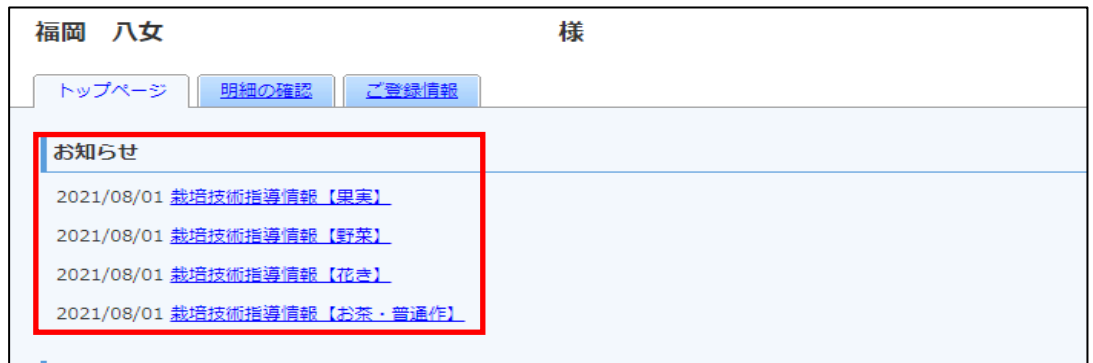 福岡 八女 様
トップページ 明細の確認 ご登録情報
お知らせ
2021/08/01 栽培技術指導情報【果実】
2021/08/01 栽培技術指導情報【野菜】
2021/08/01 栽培技術指導情報【花き】
2021/08/01 栽培技術指導情報【お茶・普通作】